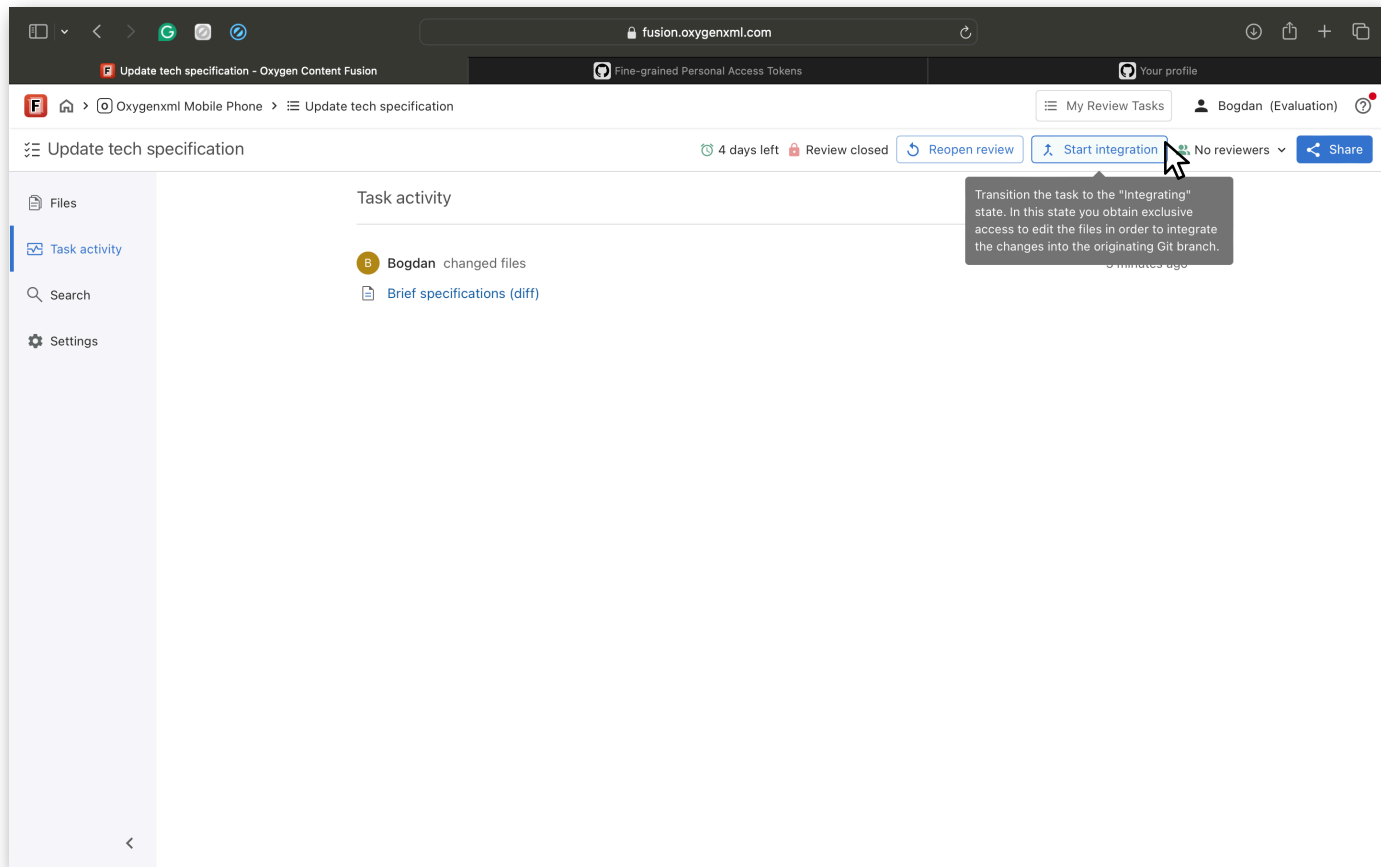 fusion.oxygenxml.com
Update tech specification - Oxygen Content Fusion
Fine-grained Personal Access Tokens
Your profile
Oxygenxml Mobile Phone
Update tech specification
My Review Tasks
Bogdan (Evaluation)
Update tech specification
4 days left
Review closed
Reopen review
Start integration
No reviewers
Share
Transition the task to the "Integrating"
state. In this state you obtain exclusive
access to edit the files in order to integrate
the changes into the originating Git branch.
Files
Task activity
Search
Settings
Task activity
B
Bogdan changed files
minutes ago
Brief specifications (diff)